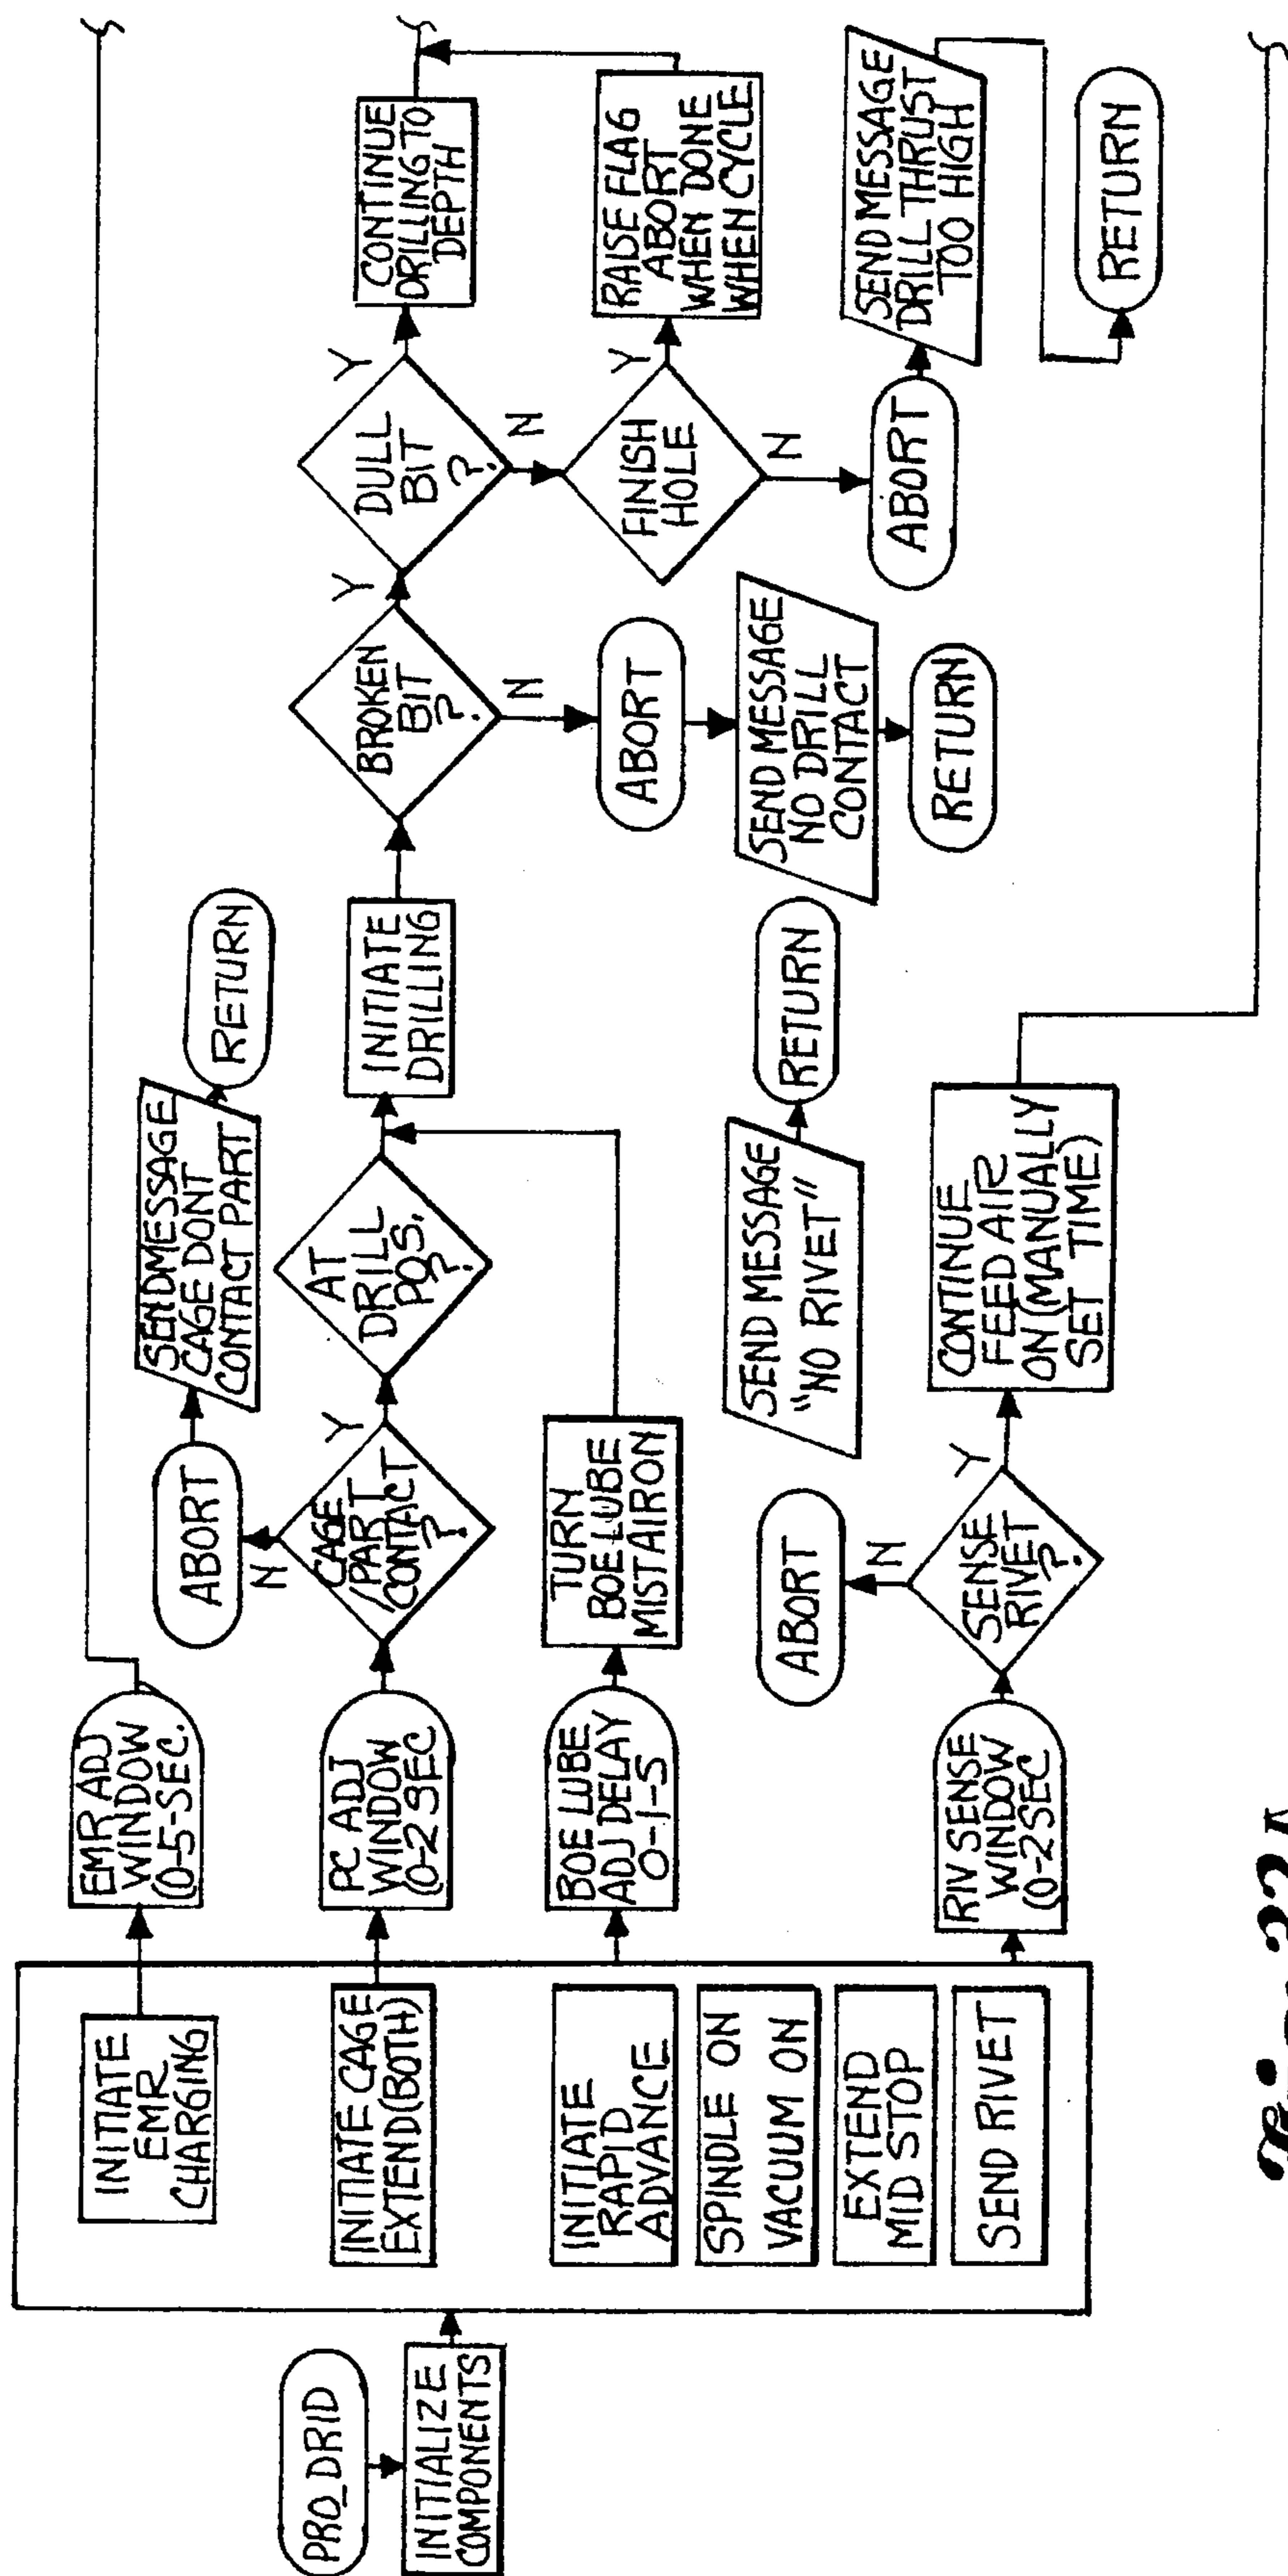 PRO_DRID
INITIALIZE
COMPONENTS
INITIATE
EMR
CHARGING
INITIATE CAGE
EXTEND(BOTH)
INITIATE
RAPID
ADVANCE
SPINDLE ON
VACUUM ON
EXTEND
MID STOP
SEND RIVET
EMR ADJ
WINDOW
(0-5-SEC.
PC ADJ
WINDOW
(0-2 SEC
BOE LUBE
ADJ DELAY
0-1-5
RIV SENSE
WINDOW
(0-2SEC
CAGE
/PART
CONTACT
?
N
Y
ABORT
SENDMESSAGE
CAGE DONT
CONTACT PART
RETURN
AT
DRILL
POS.
?
TURN
BOE LUBE
MISTAIRON
SENSE
RIVET
?
N
Y
ABORT
SEND MESSAGE
"NO RIVET"
RETURN
CONTINUE
FEED AIR
ON(MANUALLY
SET TIME)
INITIATE
DRILLING
BROKEN
BIT
?
Y
N
ABORT
SEND MESSAGE
NO DRILL
CONTACT
RETURN
DULL
BIT
?
Y
N
CONTINUE
DRILLING TO
DEPTH
FINISH
HOLE
Y
N
RAISE FLAG
ABORT
WHEN DONE
WHEN CYCLE
ABORT
SEND MESSAGE
DRILL THRUST
TOO HIGH
RETURN